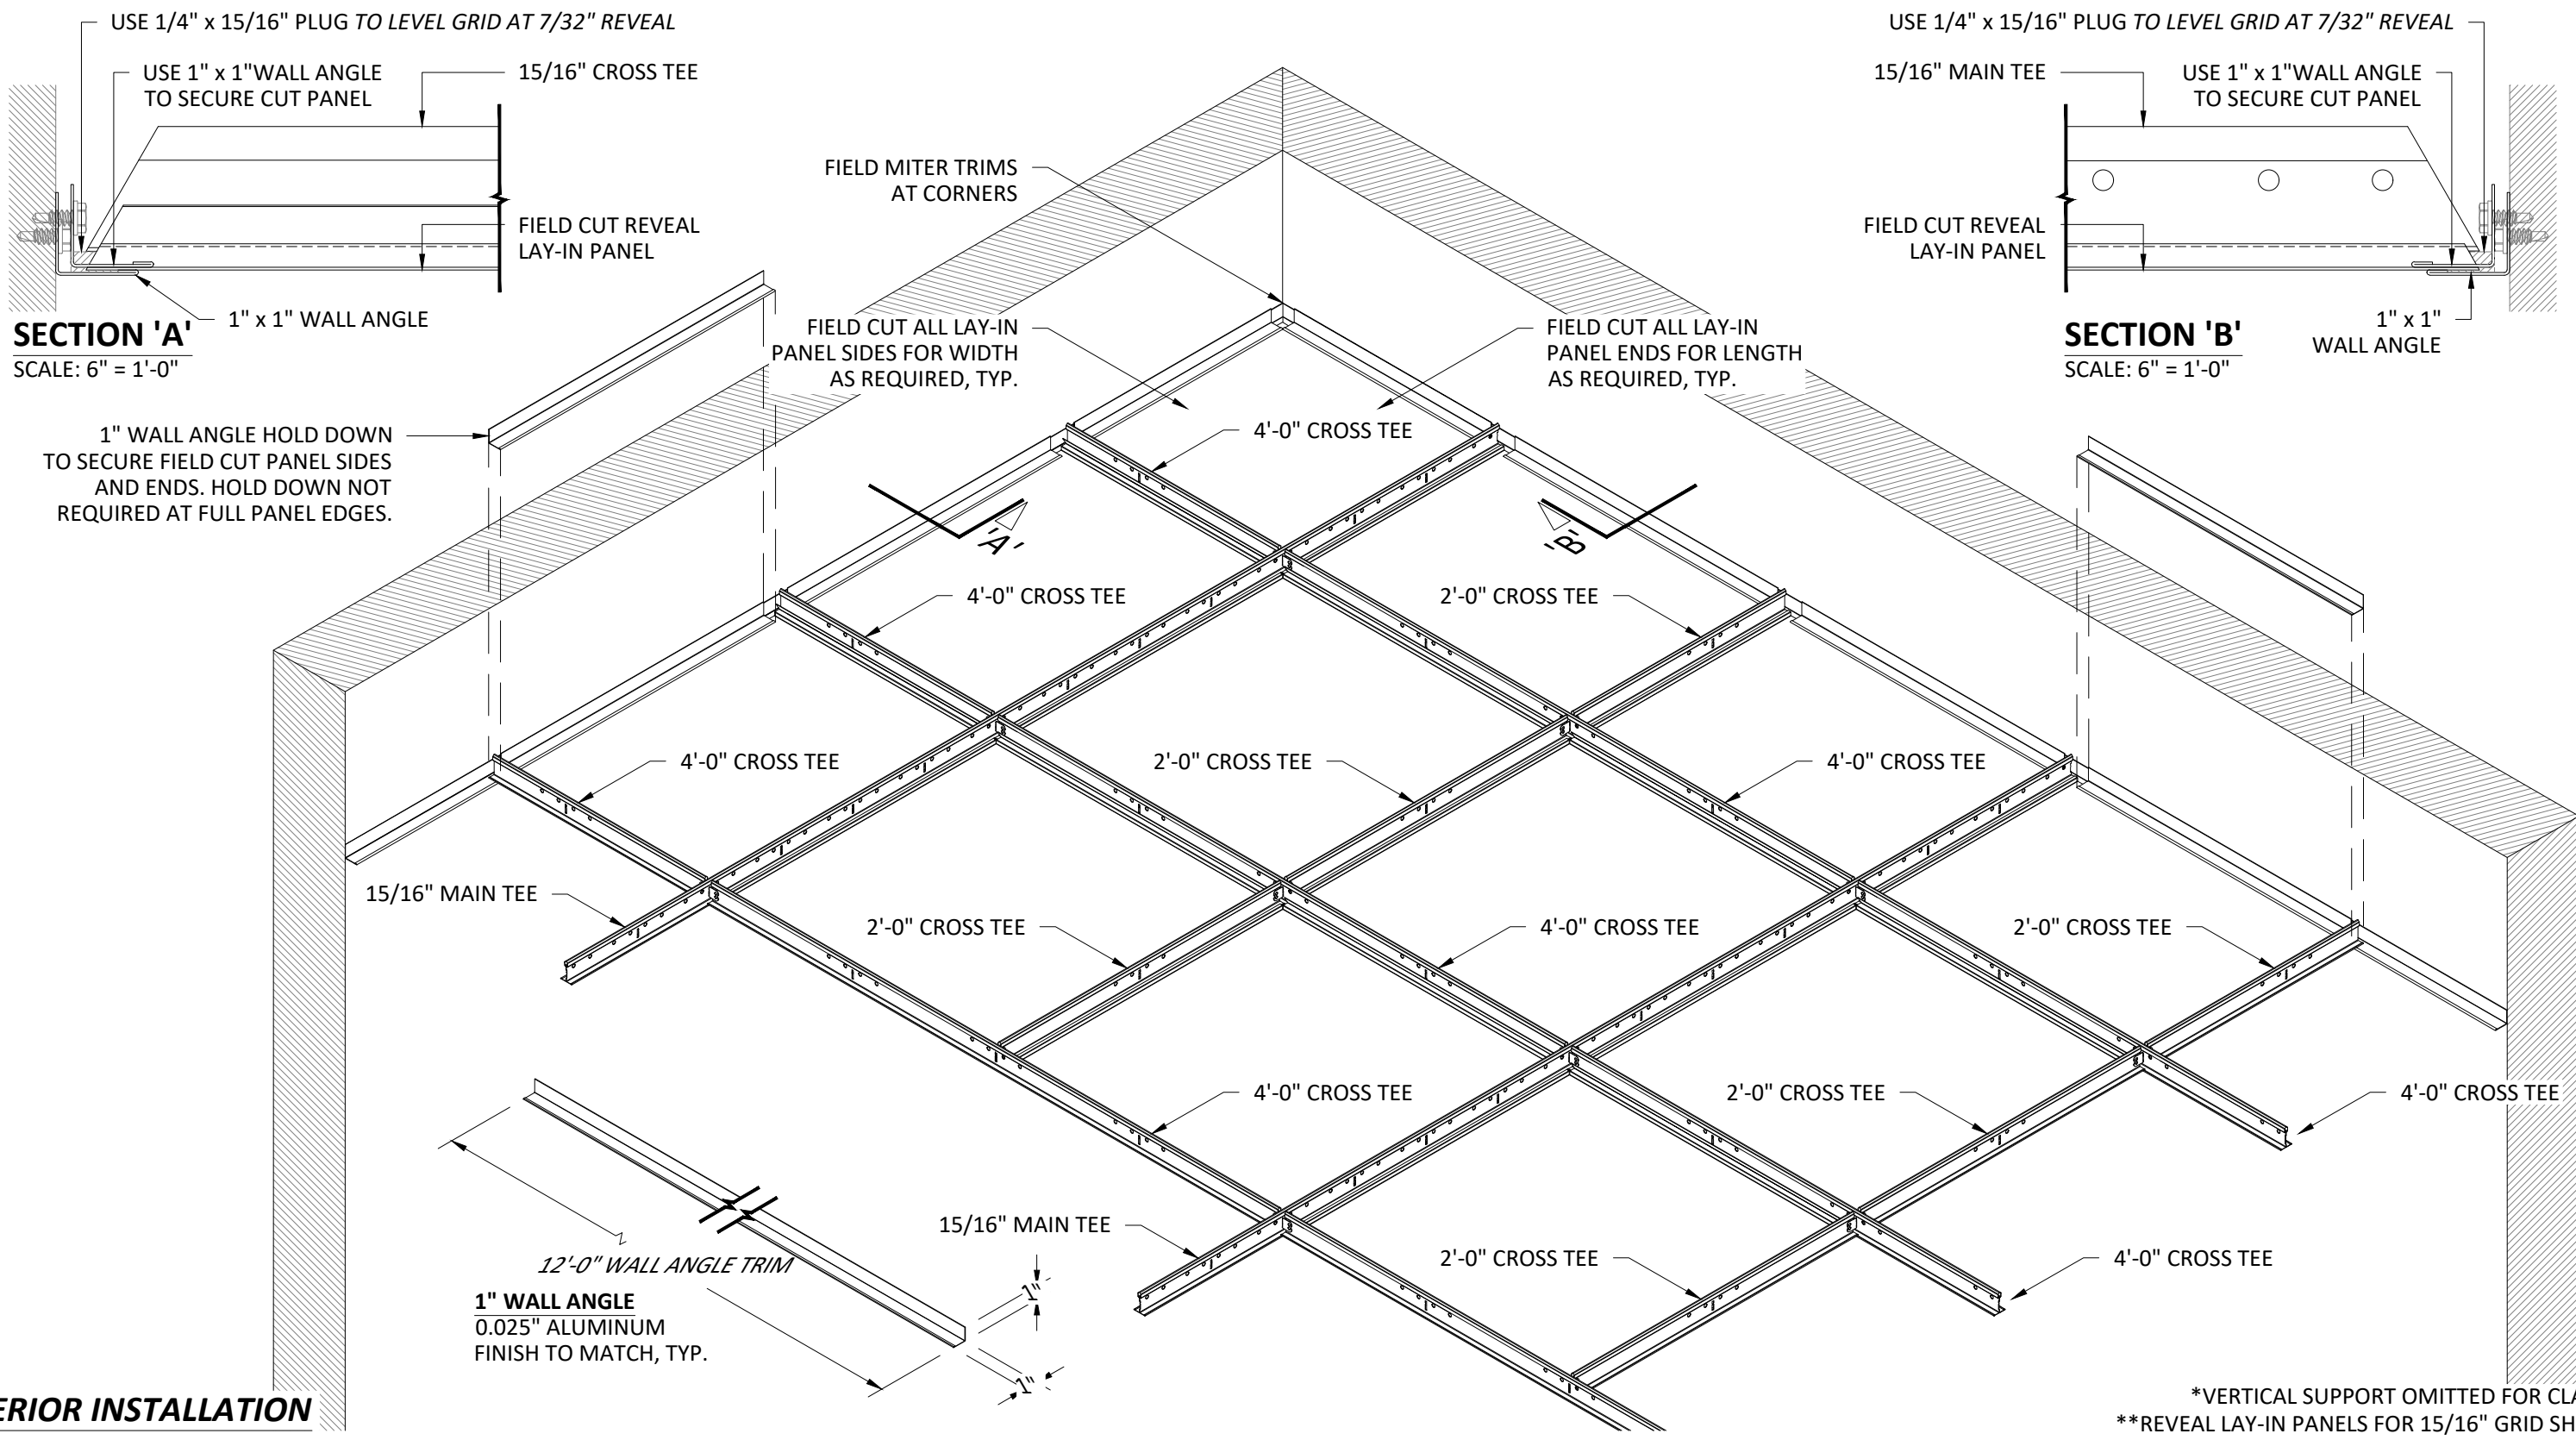 USE 1/4" x 15/16" PLUG TO LEVEL GRID AT 7/32" REVEAL
USE 1" x 1"WALL ANGLE
TO SECURE CUT PANEL
15/16" CROSS TEE
FIELD CUT REVEAL
LAY-IN PANEL
1" x 1" WALL ANGLE
SECTION 'A'
SCALE: 6" = 1'-0"
USE 1/4" x 15/16" PLUG TO LEVEL GRID AT 7/32" REVEAL
15/16" MAIN TEE
USE 1" x 1"WALL ANGLE
TO SECURE CUT PANEL
FIELD CUT REVEAL
LAY-IN PANEL
1" x 1"
WALL ANGLE
SECTION 'B'
SCALE: 6" = 1'-0"
FIELD MITER TRIMS
AT CORNERS
FIELD CUT ALL LAY-IN
PANEL SIDES FOR WIDTH
AS REQUIRED, TYP.
FIELD CUT ALL LAY-IN
PANEL ENDS FOR LENGTH
AS REQUIRED, TYP.
1" WALL ANGLE HOLD DOWN
TO SECURE FIELD CUT PANEL SIDES
AND ENDS. HOLD DOWN NOT
REQUIRED AT FULL PANEL EDGES.
4'-0" CROSS TEE
'A'
'B'
4'-0" CROSS TEE
2'-0" CROSS TEE
4'-0" CROSS TEE
2'-0" CROSS TEE
4'-0" CROSS TEE
15/16" MAIN TEE
2'-0" CROSS TEE
4'-0" CROSS TEE
2'-0" CROSS TEE
4'-0" CROSS TEE
2'-0" CROSS TEE
4'-0" CROSS TEE
15/16" MAIN TEE
2'-0" CROSS TEE
4'-0" CROSS TEE
12'-0" WALL ANGLE TRIM
1"
1"
1" WALL ANGLE
0.025" ALUMINUM
FINISH TO MATCH, TYP.
ERIOR INSTALLATION
*VERTICAL SUPPORT OMITTED FOR CLA
**REVEAL LAY-IN PANELS FOR 15/16" GRID SH